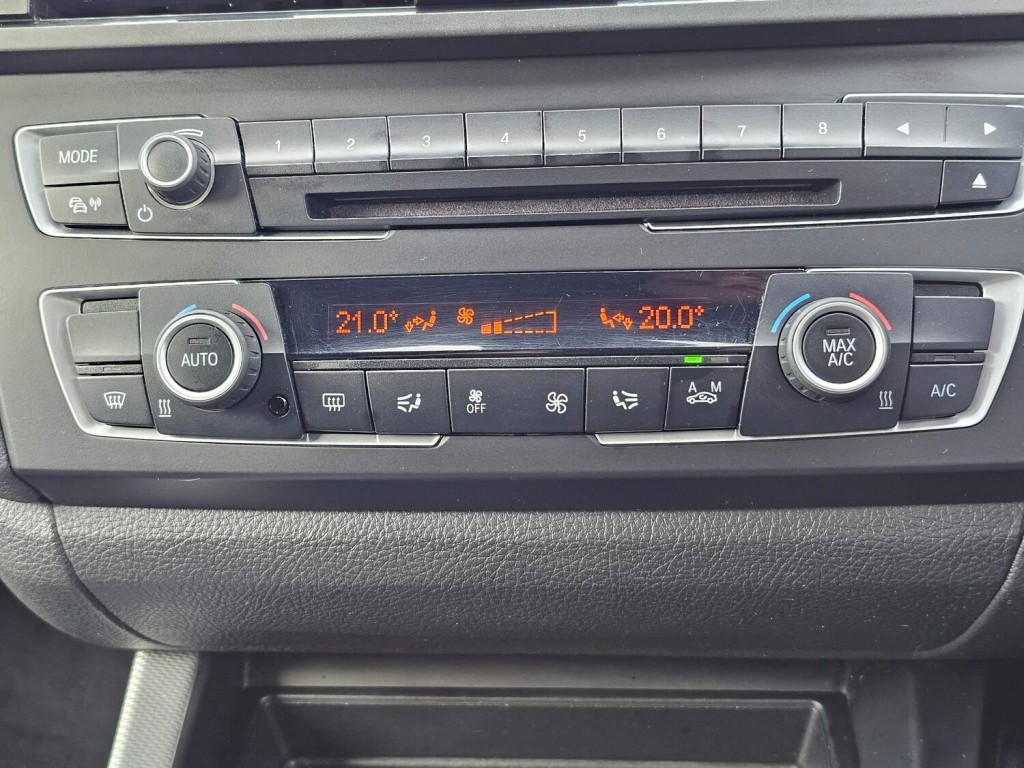 MODE
1 2 3 4 5 6 7 8
21.0° 20.0°
AUTO
MAX
A/C
OFF
A M
A/C